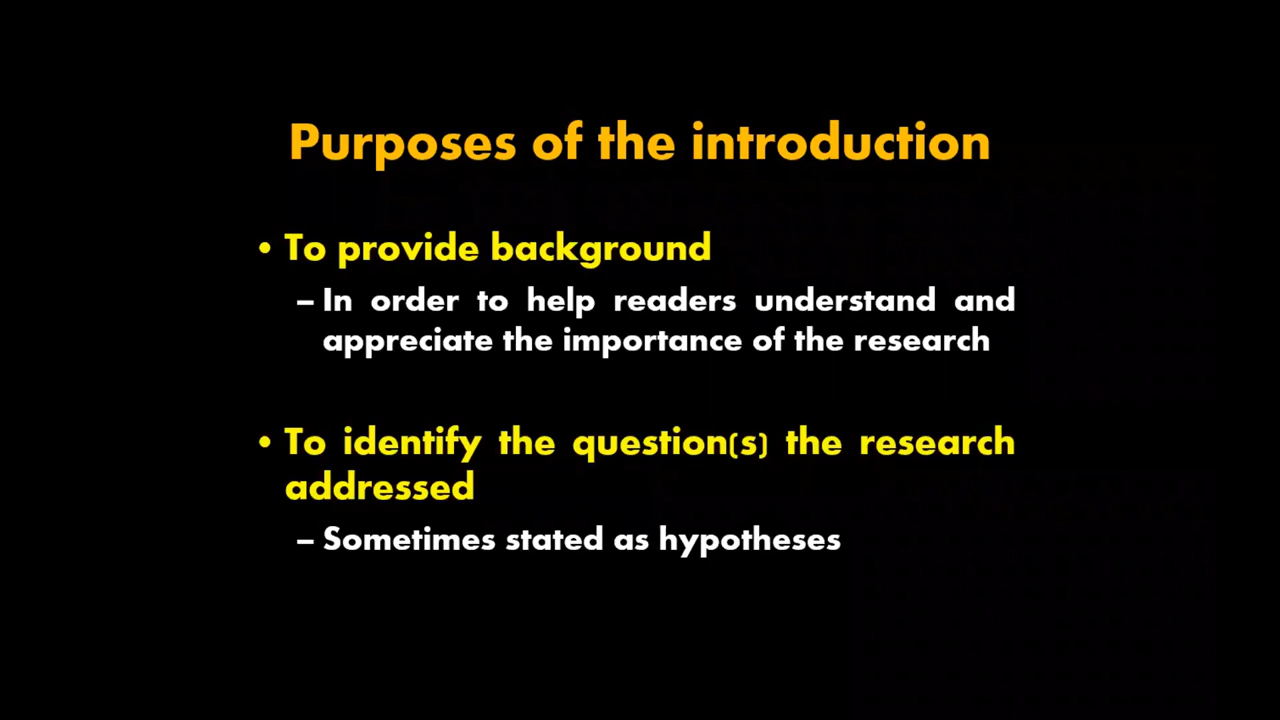 Purposes of the introduction
• To provide background
– In order to help readers understand and
appreciate the importance of the research
• To identify the question(s) the research
addressed
– Sometimes stated as hypotheses